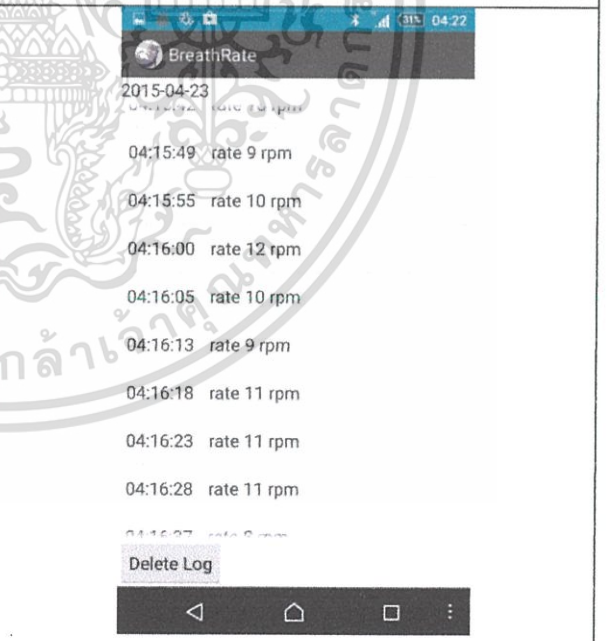 31% 04:22
BreathRate
2015-04-23
04:15:49 rate 9 rpm
04:15:55 rate 10 rpm
04:16:00 rate 12 rpm
04:16:05 rate 10 rpm
04:16:13 rate 9 rpm
04:16:18 rate 11 rpm
04:16:23 rate 11 rpm
04:16:28 rate 11 rpm
Delete Log